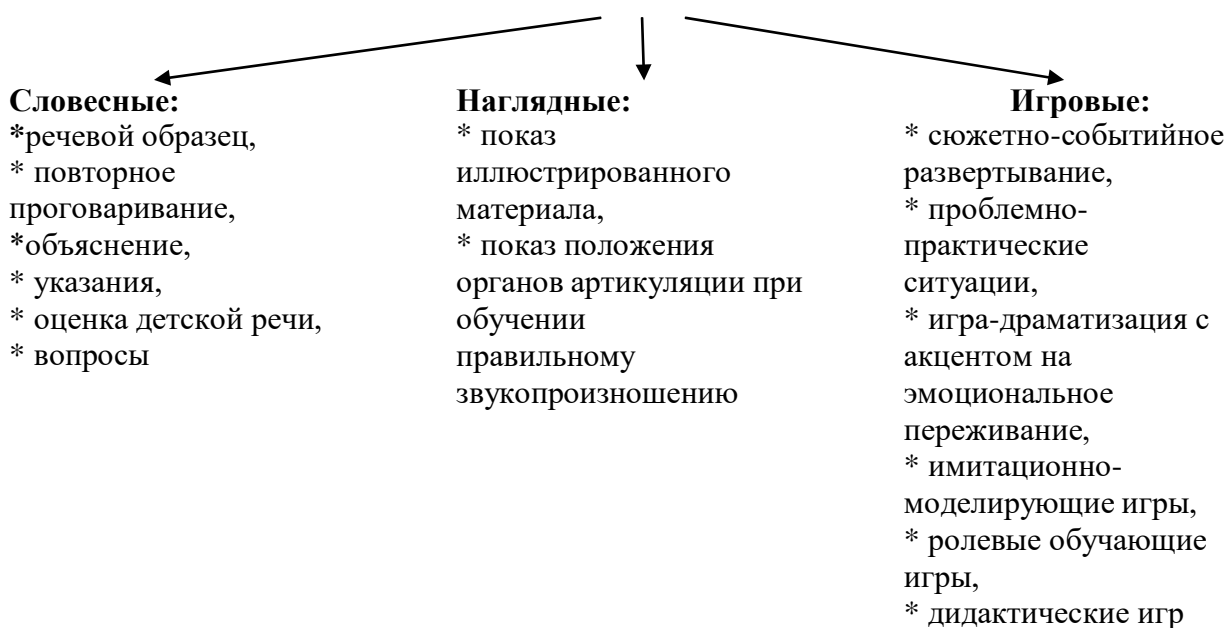 Словесные:
*речевой образец,
* повторное
проговаривание,
*объяснение,
* указания,
* оценка детской речи,
* вопросы
Наглядные:
* показ
иллюстрированного
материала,
* показ положения
органов артикуляции при
обучении
правильному
звукопроизношению
Игровые:
* сюжетно-событийное
развертывание,
* проблемно-
практические
ситуации,
* игра-драматизация с
акцентом на
эмоциональное
переживание,
* имитационно-
моделирующие игры,
* ролевые обучающие
игры,
* дидактические игр